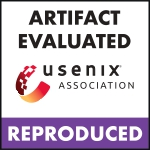 ARTIFACT
EVALUATED
usenix®
ASSOCIATION
REPRODUCED